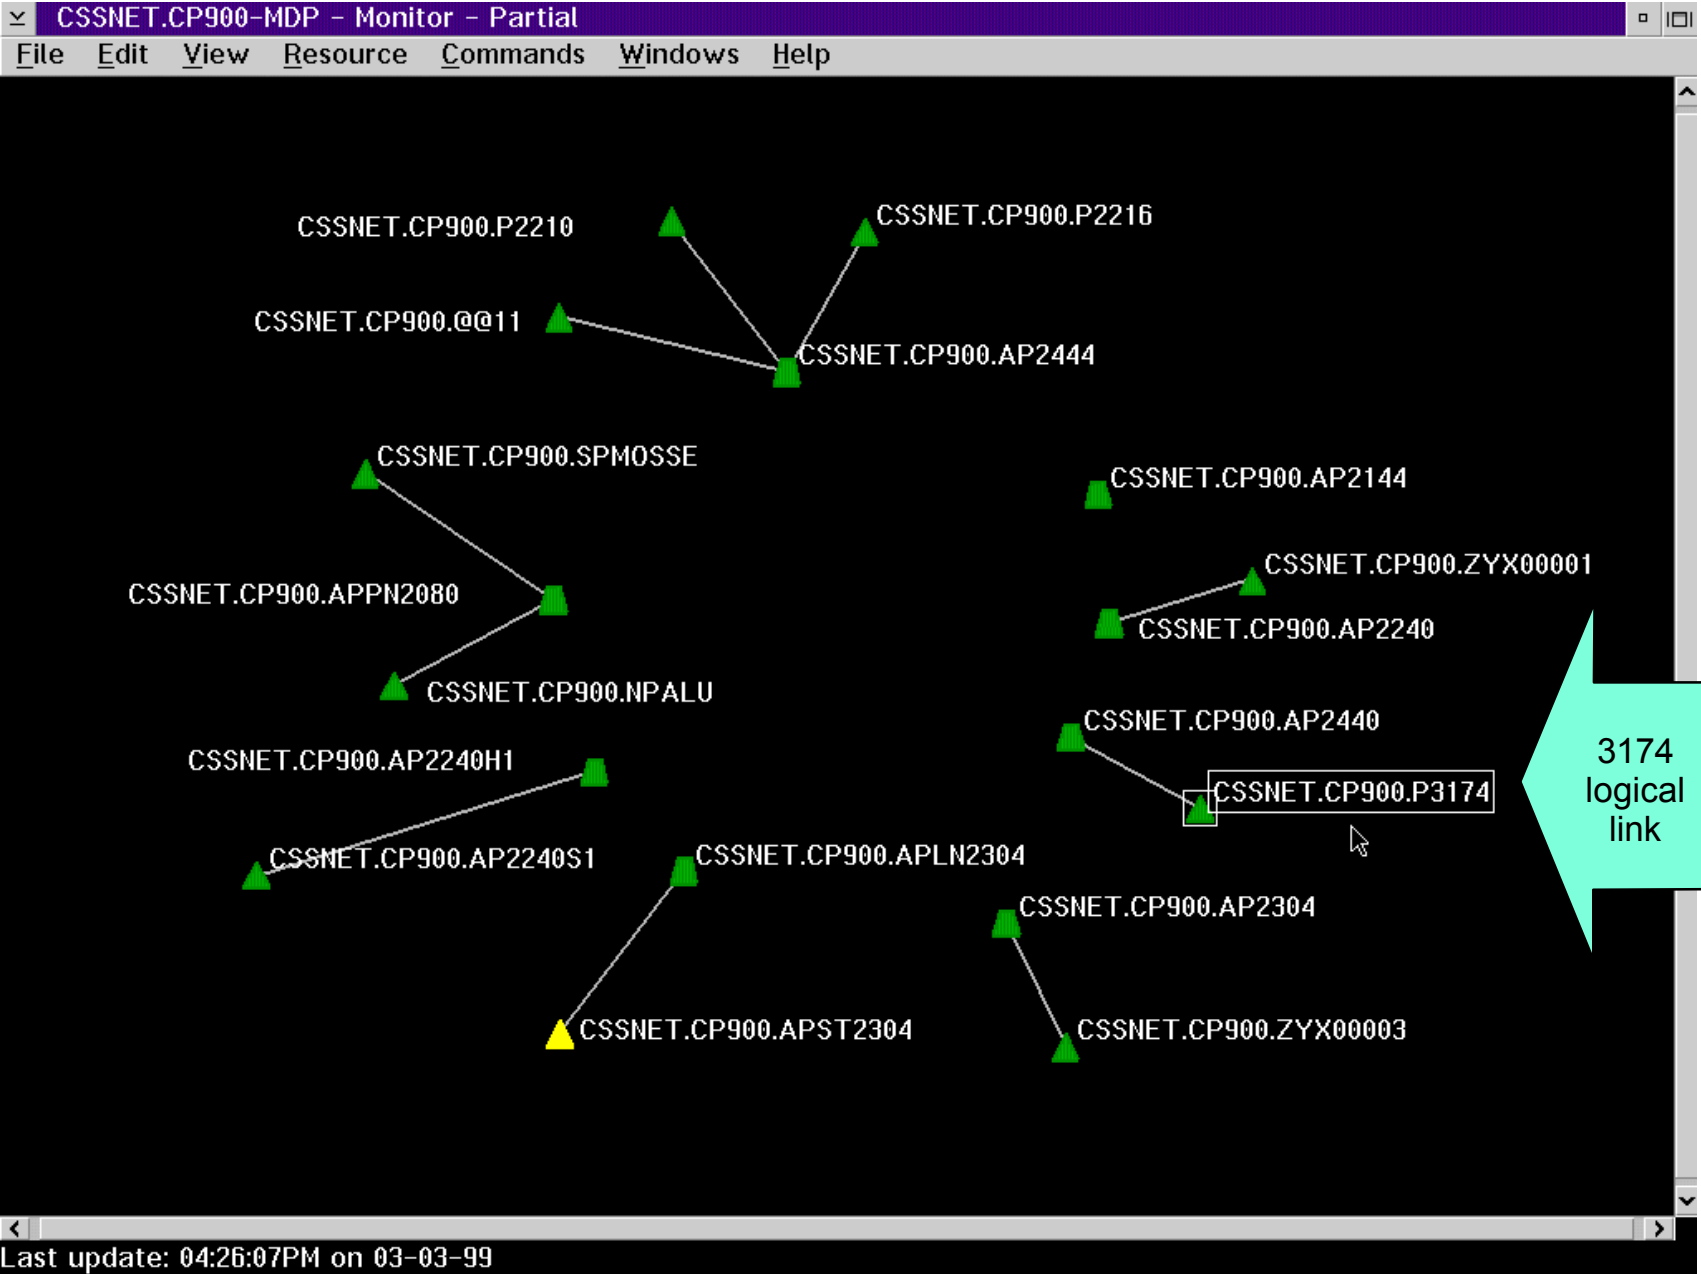 CSSNET.CP900-MDP - Monitor - Partial
File Edit View Resource Commands Windows Help
CSSNET.CP900.P2210
CSSNET.CP900.P2216
CSSNET.CP900.@@11
CSSNET.CP900.AP2444
CSSNET.CP900.SPMOSSE
CSSNET.CP900.AP2144
CSSNET.CP900.ZYX00001
CSSNET.CP900.APPN2080
CSSNET.CP900.AP2240
CSSNET.CP900.NPALU
CSSNET.CP900.AP2440
CSSNET.CP900.AP2240H1
CSSNET.CP900.P3174
3174
logical
link
CSSNET.CP900.AP2240S1
CSSNET.CP900.APLN2304
CSSNET.CP900.AP2304
CSSNET.CP900.APST2304
CSSNET.CP900.ZYX00003
Last update: 04:26:07PM on 03-03-99